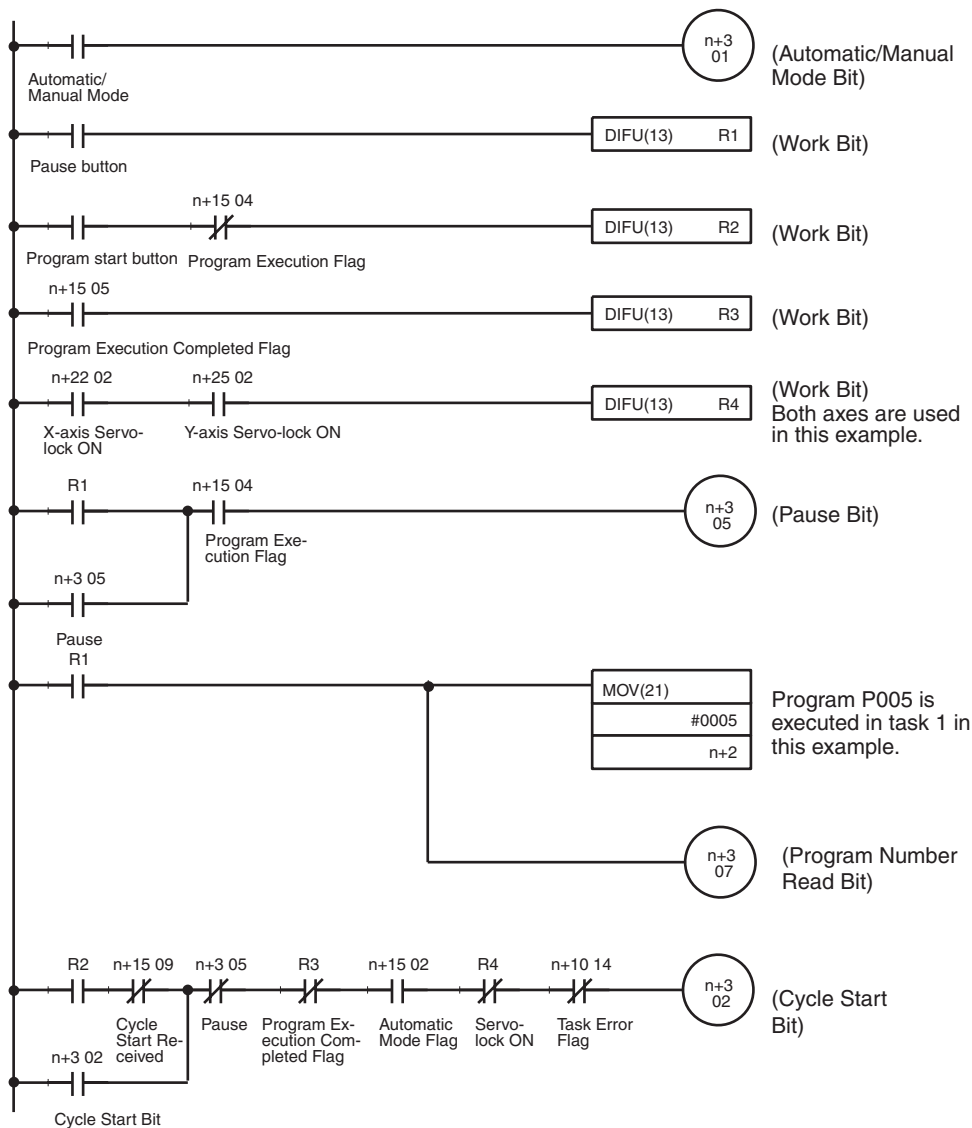 n+3
01
(Automatic/Manual
Mode Bit)
Automatic/
Manual Mode
DIFU(13) R1
(Work Bit)
Pause button
n+15 04
DIFU(13) R2
(Work Bit)
Program start button
Program Execution Flag
n+15 05
DIFU(13) R3
(Work Bit)
Program Execution Completed Flag
n+22 02
n+25 02
DIFU(13) R4
(Work Bit)
Both axes are used
in this example.
X-axis Servo-
lock ON
Y-axis Servo-lock ON
R1
n+15 04
n+3
05
(Pause Bit)
Program Exe-
cution Flag
n+3 05
Pause
R1
MOV(21)
#0005
n+2
Program P005 is
executed in task 1 in
this example.
n+3
07
(Program Number
Read Bit)
R2
n+15 09
n+3 05
R3
n+15 02
R4
n+10 14
n+3
02
(Cycle Start
Bit)
Cycle
Start Re-
ceived
Pause
Program Ex-
ecution Com-
pleted Flag
Automatic
Mode Flag
Servo-
lock ON
Task Error
Flag
n+3 02
Cycle Start Bit